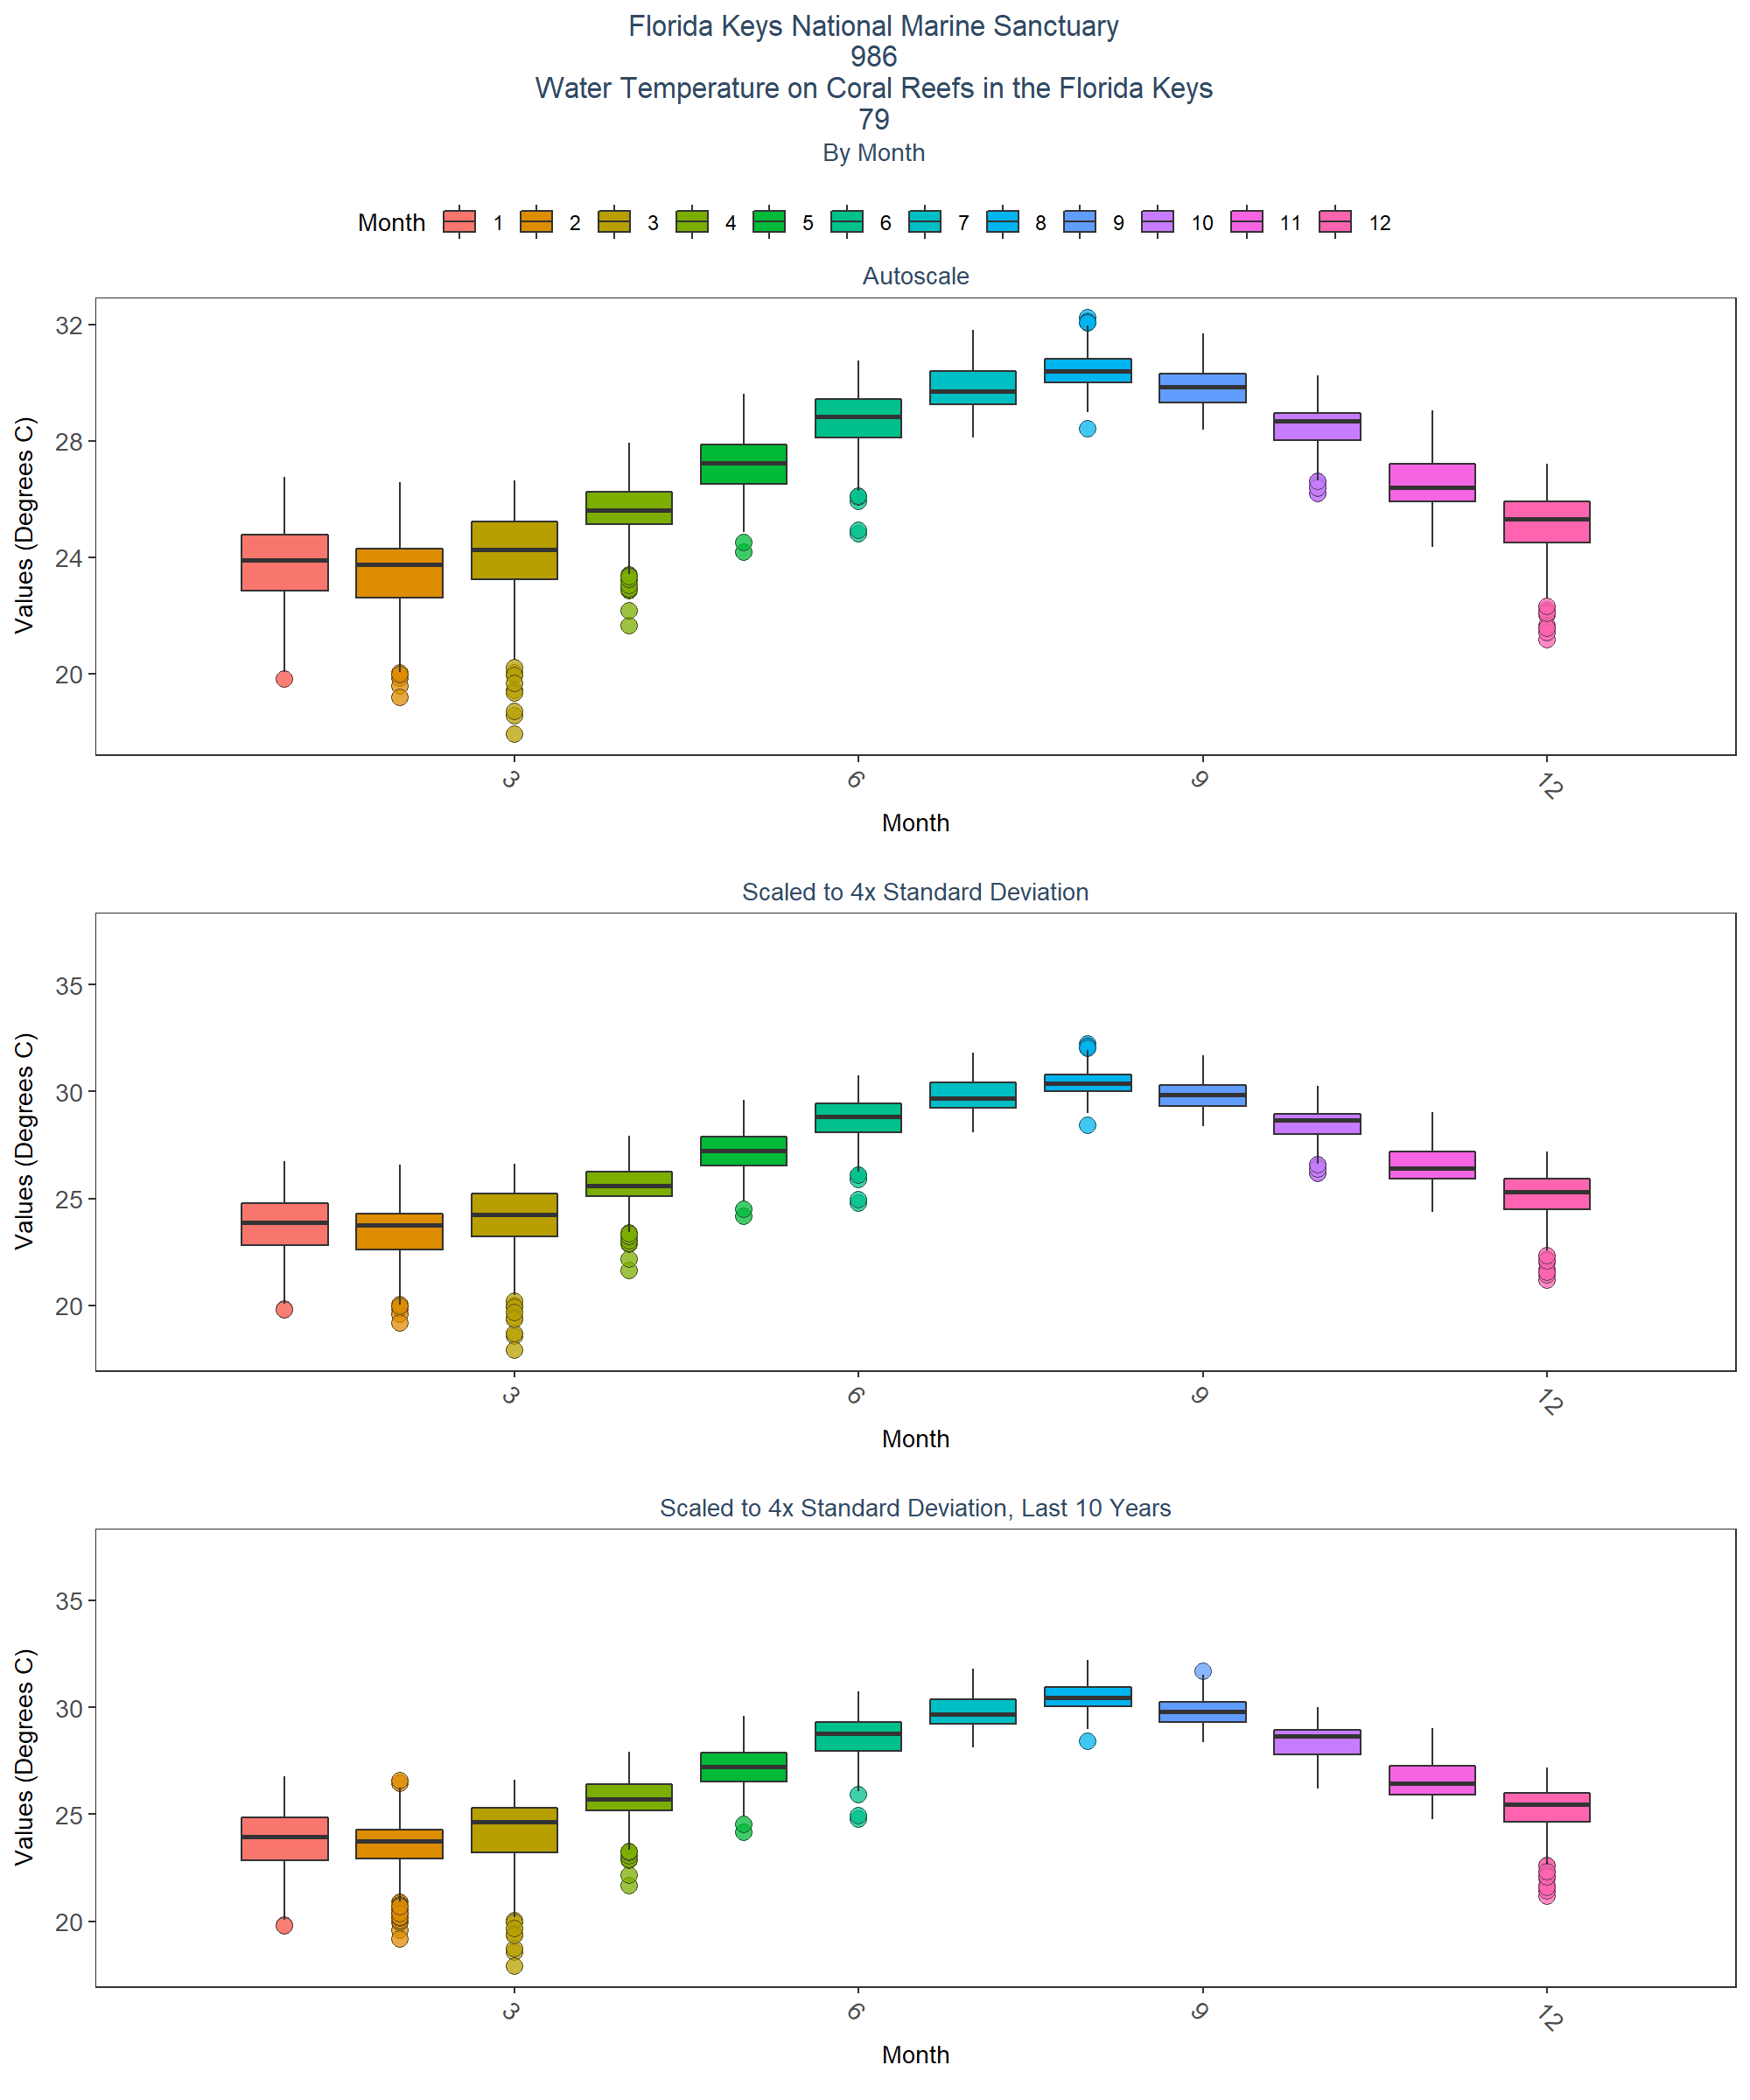 Florida Keys National Marine Sanctuary
986
Water Temperature on Coral Reefs in the Florida Keys
79
By Month
Month 1 2 3 4 5 6 7 8 9 10 11 12
Autoscale
Values (Degrees C)
32
28
24
20
3 6 9 12
Month
Scaled to 4x Standard Deviation
Values (Degrees C)
35
30
25
20
3 6 9 12
Month
Scaled to 4x Standard Deviation, Last 10 Years
Values (Degrees C)
35
30
25
20
3 6 9 12
Month